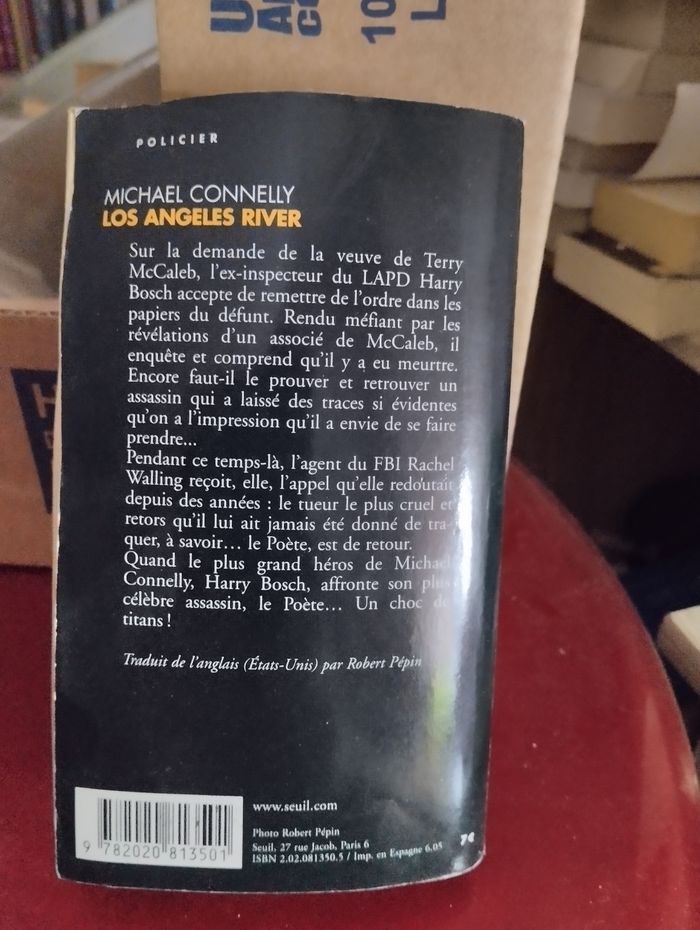 POLICIER
MICHAEL CONNELLY
LOS ANGELES RIVER
Sur la demande de la veuve de Terry
McCaleb, l'ex-inspecteur du LAPD Harry
Bosch accepte de remettre de l'ordre dans les
papiers du défunt. Rendu méfiant par les
révélations d'un associé de McCaleb, il
enquête et comprend qu'il y a eu meurtre.
Encore faut-il le prouver et retrouver un
assassin qui a laissé des traces si évidentes
qu'on a l'impression qu'il a envie de se faire
prendre...
Pendant ce temps-là, l'agent du FBI Rachel
Walling reçoit, elle, l'appel qu'elle redoutait
depuis des années : le tueur le plus cruel et
retors qu'il lui ait jamais été donné de tra-
quer, à savoir... le Poète, est de retour.
Quand le plus grand héros de Michael
Connelly, Harry Bosch, affronte son plus
célèbre assassin, le Poète... Un choc de
titans !
Traduit de l'anglais (États-Unis) par Robert Pépin
www.seuil.com
Photo Robert Pépin
Seuil, 27 rue Jacob, Paris 6
ISBN 2.02.081350.5 / Imp. en Espagne 6.05
7€
9 782020 813501
10